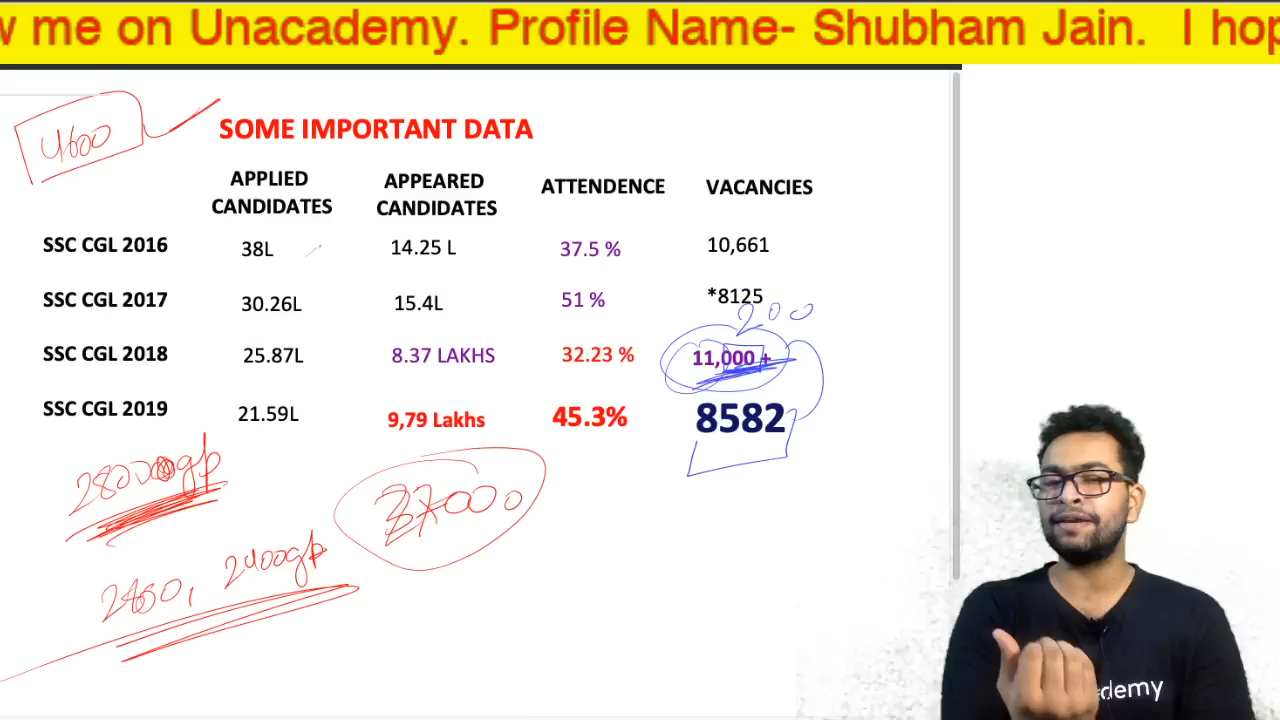 w me on Unacademy. Profile Name- Shubham Jain. I hop
4600
SOME IMPORTANT DATA
APPLIED CANDIDATES APPEARED CANDIDATES ATTENDENCE VACANCIES
SSC CGL 2016 38L 14.25 L 37.5 % 10,661
SSC CGL 2017 30.26L 15.4L 51 % *8125
200
SSC CGL 2018 25.87L 8.37 LAKHS 32.23 % 11,000 +
SSC CGL 2019 21.59L 9,79 Lakhs 45.3% 8582
37000
2400gp
demy